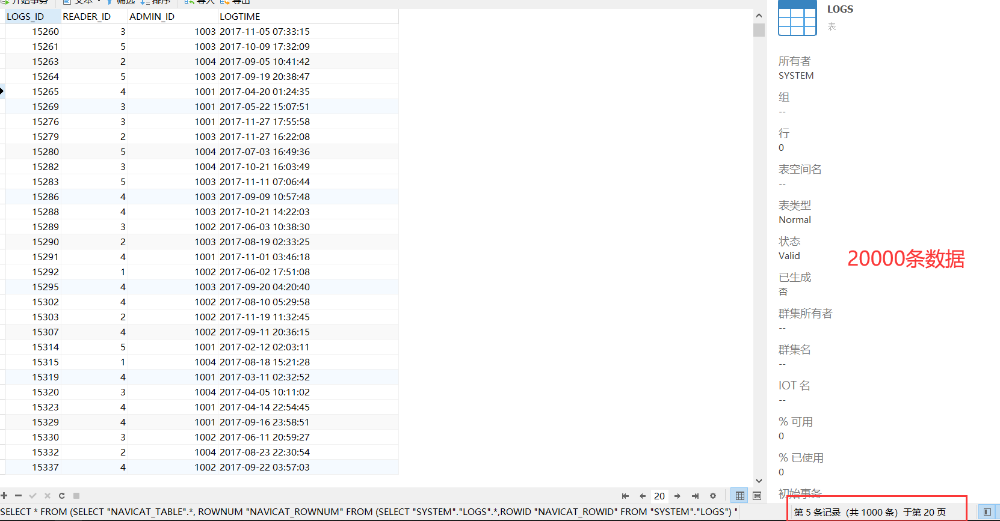 开始事务 文本 筛选 排序 导入 导出
LOGS_ID READER_ID ADMIN_ID LOGTIME
15260 3 1003 2017-11-05 07:33:15
15261 5 1003 2017-10-09 17:32:09
15263 2 1004 2017-09-05 10:41:42
15264 5 1003 2017-09-19 20:38:47
15265 4 1001 2017-04-20 01:24:35
15269 3 1001 2017-05-22 15:07:51
15276 3 1001 2017-11-27 17:55:58
15279 2 1003 2017-11-27 16:22:08
15280 5 1004 2017-07-03 16:49:36
15282 3 1004 2017-10-21 16:03:49
15283 5 1003 2017-11-11 07:06:44
15286 4 1003 2017-09-09 10:57:48
15288 4 1003 2017-10-21 14:22:03
15289 3 1002 2017-06-03 10:38:30
15290 2 1003 2017-08-19 02:33:25
15291 4 1001 2017-11-01 03:46:18
15292 1 1002 2017-06-02 17:51:08
15295 4 1003 2017-09-20 04:20:40
15302 4 1002 2017-08-10 05:29:58
15303 2 1002 2017-11-19 11:32:45
15307 4 1002 2017-09-11 20:36:15
15314 5 1001 2017-02-12 02:03:11
15315 1 1004 2017-08-18 15:21:28
15319 4 1001 2017-03-11 02:32:52
15320 3 1004 2017-04-05 10:11:02
15323 4 1001 2017-04-14 22:54:45
15329 4 1001 2017-09-16 23:58:51
15330 3 1002 2017-06-11 20:59:27
15332 2 1004 2017-08-23 22:30:54
15337 4 1002 2017-09-22 03:57:03
20
SELECT * FROM (SELECT "NAVICAT_TABLE".*, ROWNUM "NAVICAT_ROWNUM" FROM (SELECT "SYSTEM"."LOGS".*,ROWID "NAVICAT_ROWID" FROM "SYSTEM"."LOGS") "
LOGS
表
所有者
SYSTEM
组
--
行
0
表空间名
--
表类型
Normal
状态
Valid
20000条数据
已生成
否
群集所有者
--
群集名
--
IOT 名
--
% 可用
0
% 已使用
0
初始事务
第 5 条记录 (共 1000 条) 于第 20 页